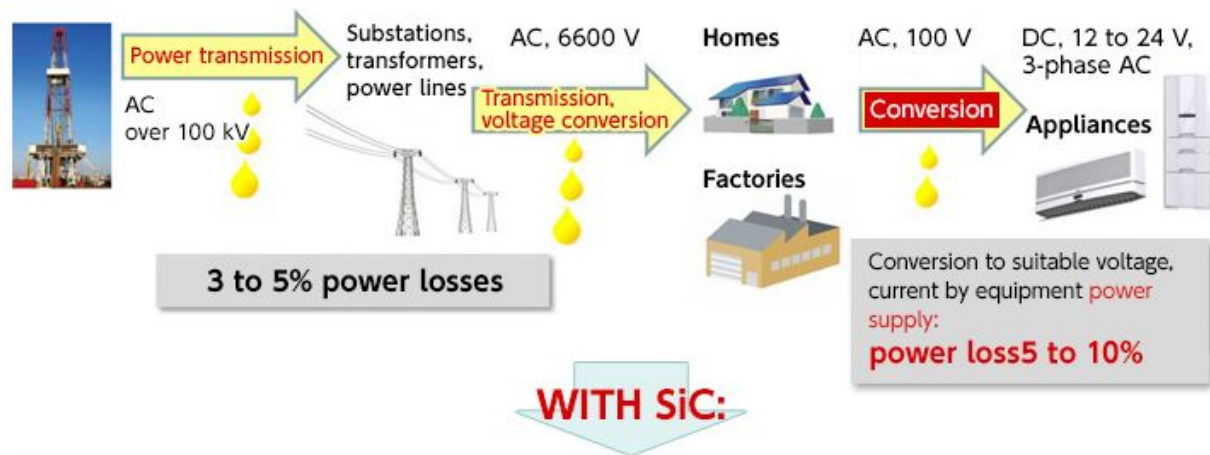 Power transmission
AC
over 100 kV
Substations,
transformers,
power lines
AC, 6600 V
Transmission,
voltage conversion
Homes
Factories
AC, 100 V
Conversion
DC, 12 to 24 V,
3-phase AC
Appliances
3 to 5% power losses
Conversion to suitable voltage,
current by equipment power
supply:
power loss5 to 10%
WITH SiC: